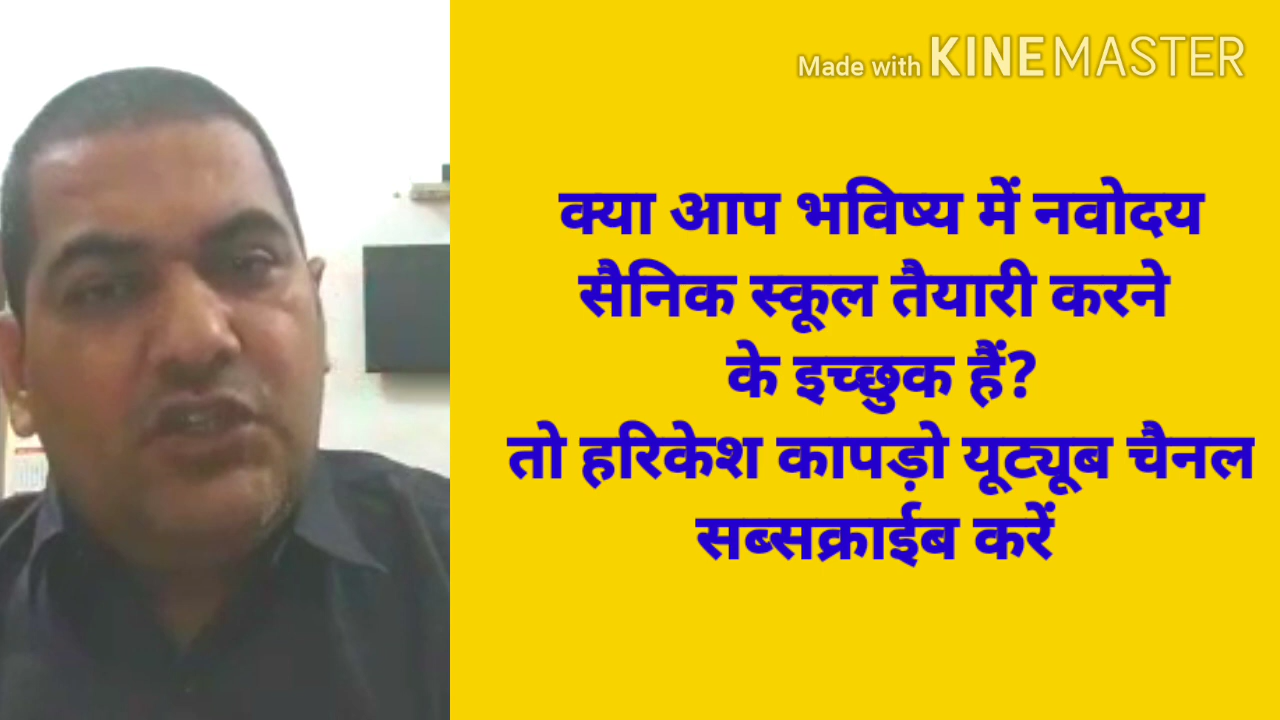 Made with KINEMASTER
क्या आप भविष्य में नवोदय
सैनिक स्कूल तैयारी करने
के इच्छुक हैं?
तो हरिकेश कापड़ो यूट्यूब चैनल
सब्सक्राईब करें